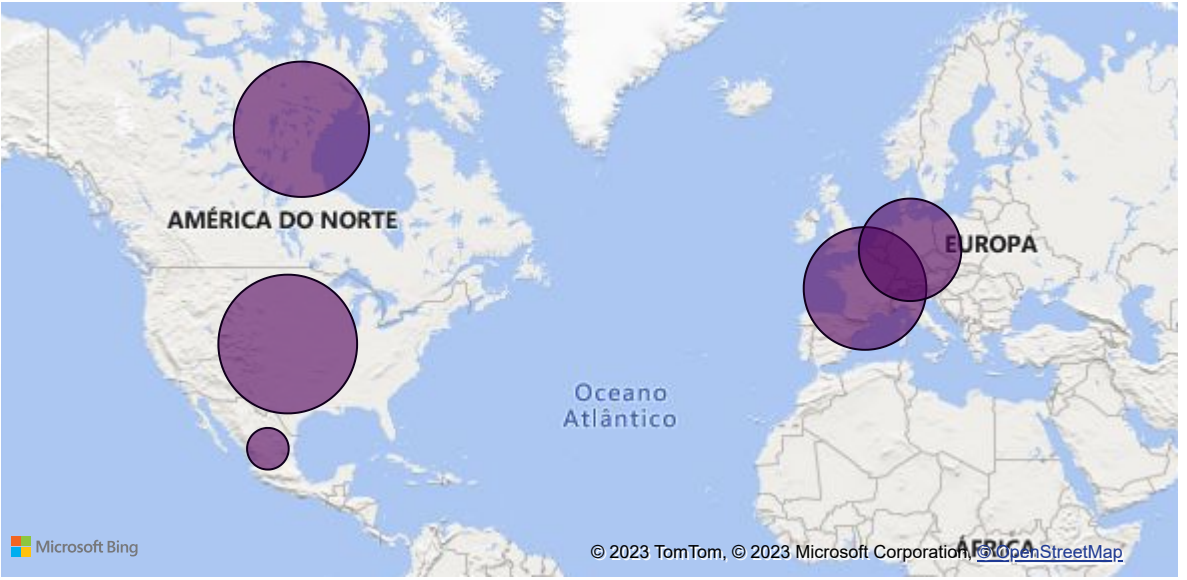 AMÉRICA DO NORTE
EUROPA
Oceano
Atlântico
ÁFRICA
Microsoft Bing
© 2023 TomTom, © 2023 Microsoft Corporation, © OpenStreetMap